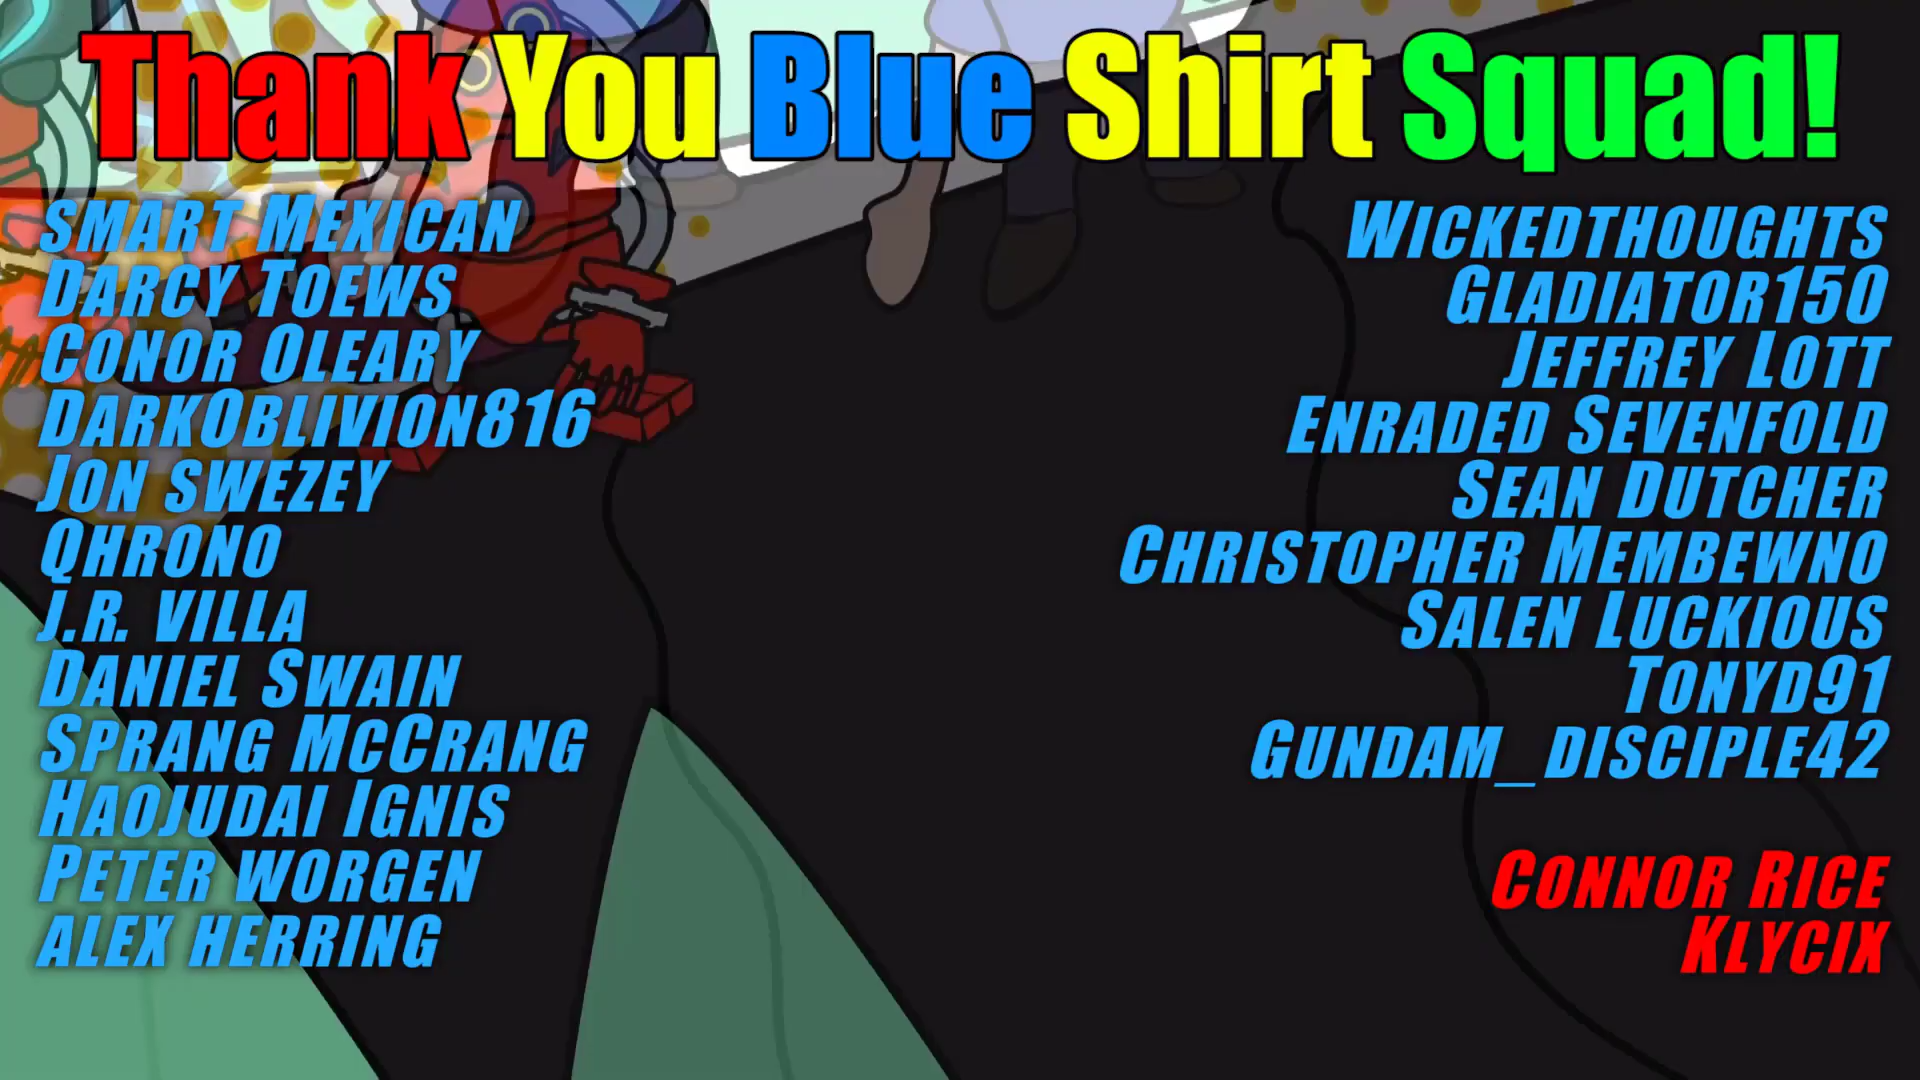 Thank You Blue Shirt Squad!
smart Mexican
Darcy Toews
Conor Oleary
DarkOblivion816
Jon swezey
Qhrono
J.R. villa
Daniel Swain
Sprang McCrang
Haojudai Ignis
Peter worgen
alex herring
Wickedthoughts
Gladiator150
Jeffrey Lott
Enraded Sevenfold
Sean Dutcher
Christopher Membewno
Salen Luckious
Tonyd91
Gundam_disciple42
Connor Rice
Klycix